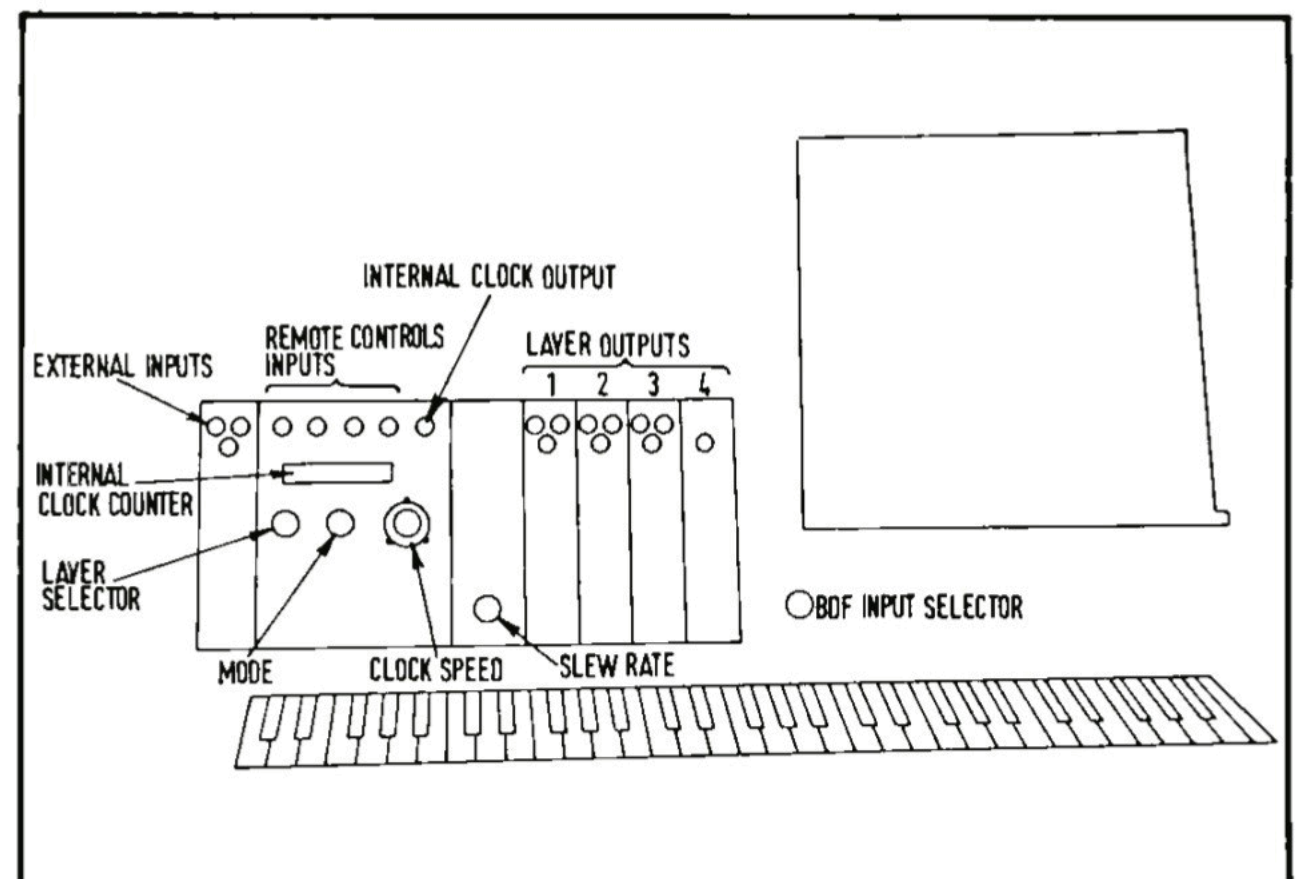 INTERNAL CLOCK OUTPUT
REMOTE CONTROLS
INPUTS
LAYER OUTPUTS
EXTERNAL INPUTS
1 2 3 4
INTERNAL
CLOCK COUNTER
LAYER
SELECTOR
BDF INPUT SELECTOR
MODE
CLOCK SPEED
SLEW RATE